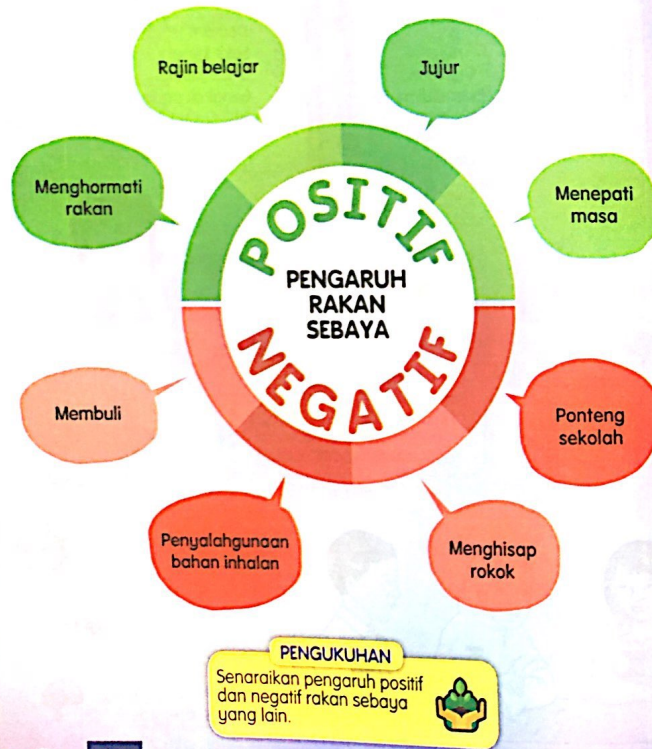 Rajin belajar
Jujur
Menghormati
rakan
Menepati
masa
POSITIF
PENGARUH
RAKAN
SEBAYA
NEGATIF
Membuli
Ponteng
sekolah
Penyalahgunaan
bahan inhalan
Menghisap
rokok
PENGUKUHAN
Senaraikan pengaruh positif
dan negatif rakan sebaya
yang lain.